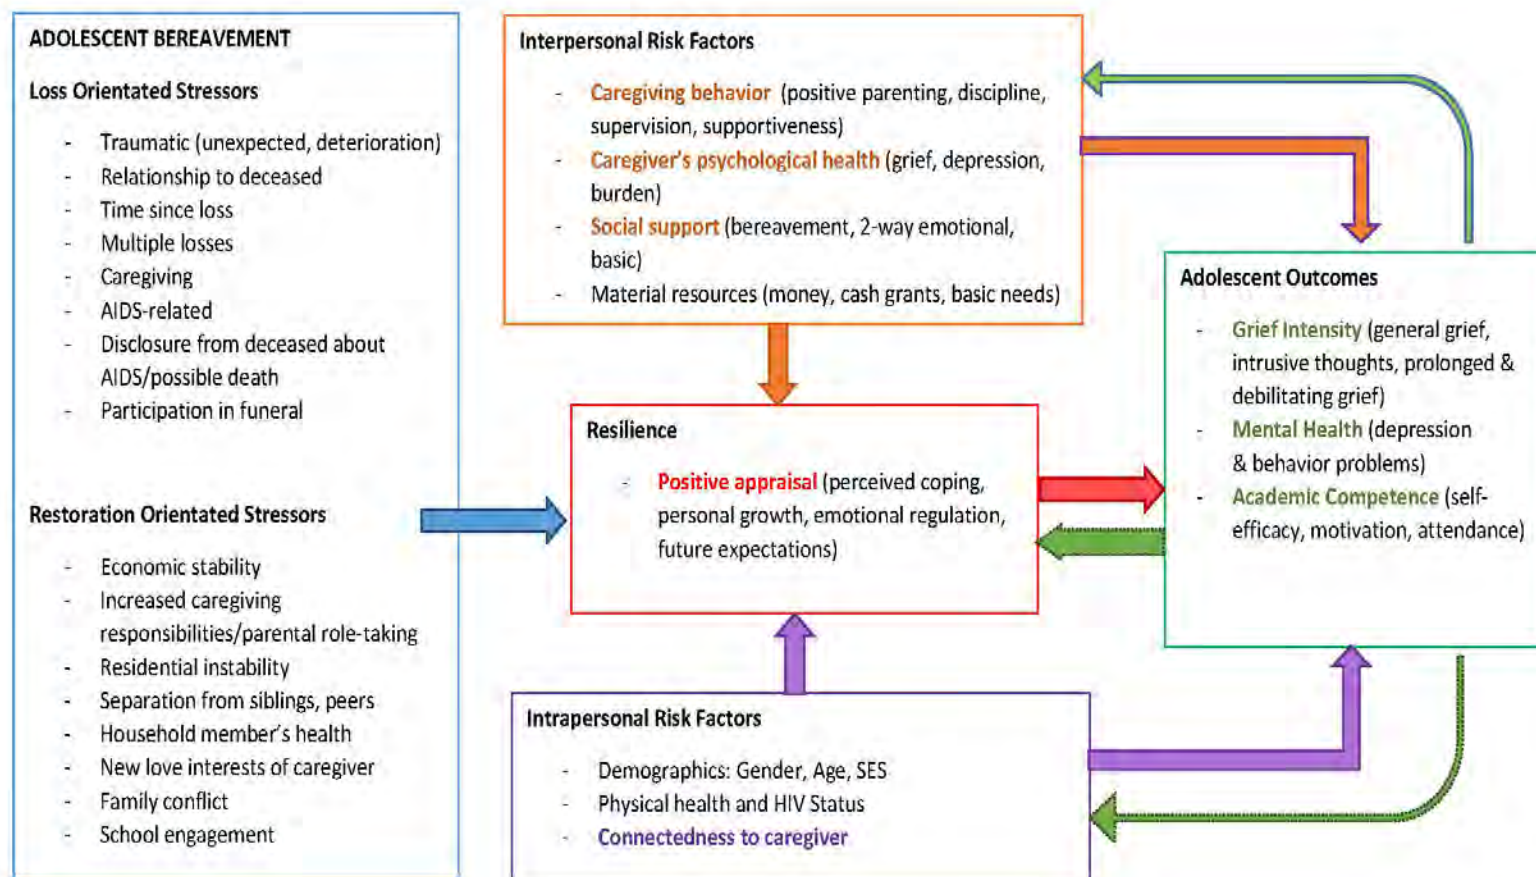 ADOLESCENT BEREAVEMENT
Loss Orientated Stressors
- Traumatic (unexpected, deterioration)
- Relationship to deceased
- Time since loss
- Multiple losses
- Caregiving
- AIDS-related
- Disclosure from deceased about
AIDS/possible death
- Participation in funeral
Restoration Orientated Stressors
- Economic stability
- Increased caregiving
responsibilities/parental role-taking
- Residential instability
- Separation from siblings, peers
- Household member's health
- New love interests of caregiver
- Family conflict
- School engagement
Interpersonal Risk Factors
- Caregiving behavior (positive parenting, discipline,
supervision, supportiveness)
- Caregiver's psychological health (grief, depression,
burden)
- Social support (bereavement, 2-way emotional,
basic)
- Material resources (money, cash grants, basic needs)
Resilience
- Positive appraisal (perceived coping,
personal growth, emotional regulation,
future expectations)
Intrapersonal Risk Factors
- Demographics: Gender, Age, SES
- Physical health and HIV Status
- Connectedness to caregiver
Adolescent Outcomes
- Grief Intensity (general grief,
intrusive thoughts, prolonged &
debilitating grief)
- Mental Health (depression
& behavior problems)
- Academic Competence (self-
efficacy, motivation, attendance)